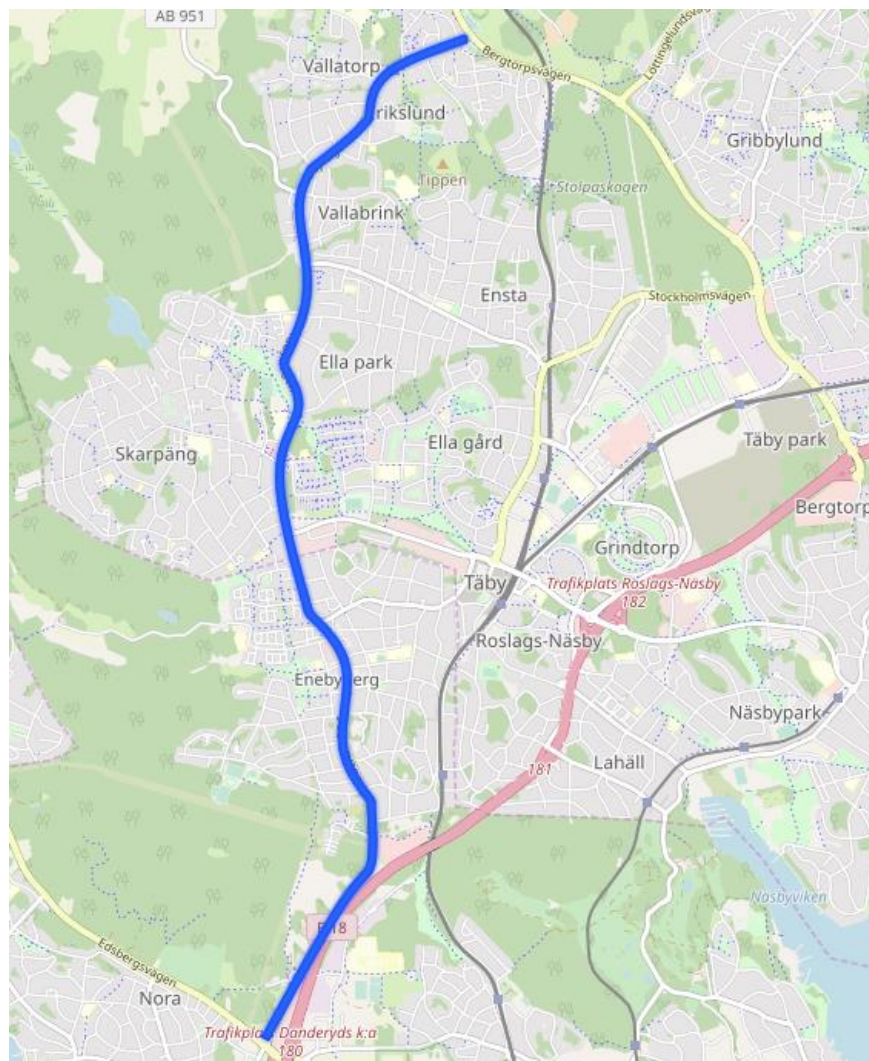 AB 951
Vallatorp
Bergtorpsvägen
Löttingelundsvä
rikslund
Gribbylund
Tippen
Stolpaskogen
Vallabrink
Ensta
Stockholmsvägen
Ella park
Ella gård
Täby park
Skarpäng
Bergtorp
Grindtorp
Täby
Trafikplats Roslags-Näsby
182
Roslags-Näsby
Eneby
erg
Näsbypark
Lahäll
181
Näsbyviken
18
Edsbergsvägen
Nora
Trafikpla
Danderyds k:a
180